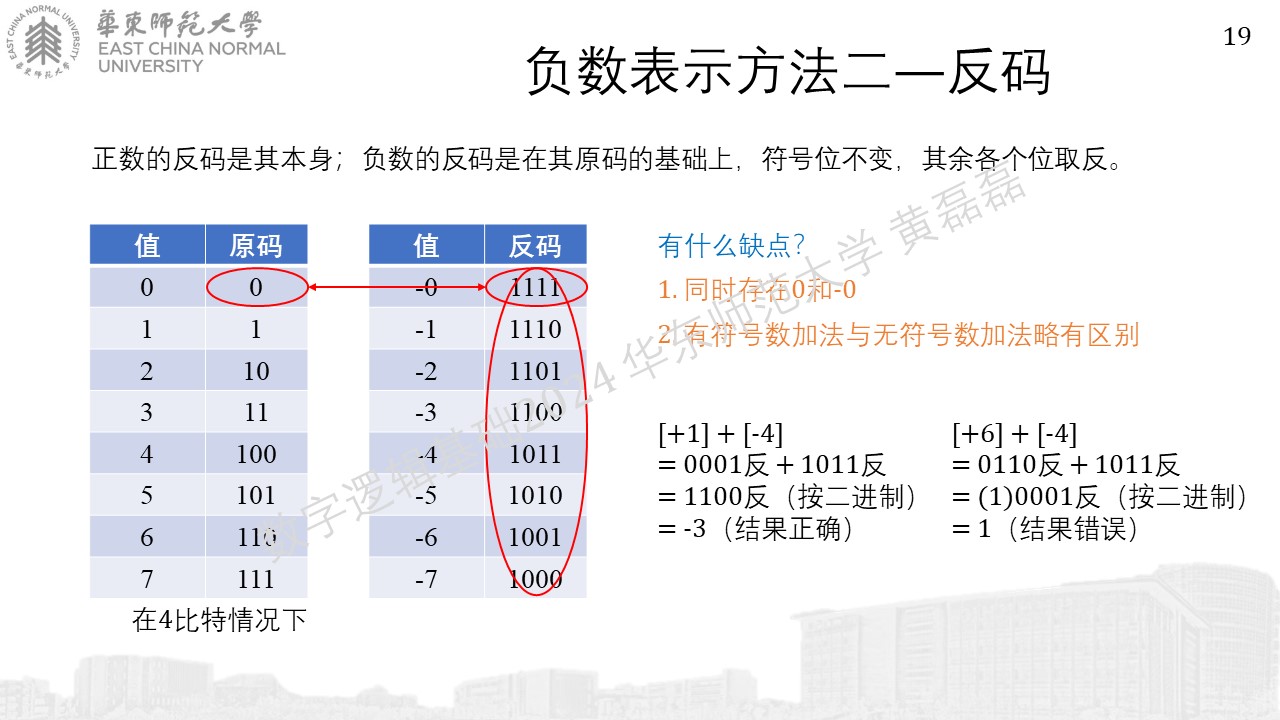 華東師範大學
EAST CHINA NORMAL
UNIVERSITY
EAST CHINA NORMAL UNIVERSITY
華東师范大学
19
负数表示方法二—反码
正数的反码是其本身；负数的反码是在其原码的基础上，符号位不变，其余各个位取反。
值 原码
0 0
1 1
2 10
3 11
4 100
5 101
6 110
7 111
在4比特情况下
值 反码
-0 1111
-1 1110
-2 1101
-3 1100
-4 1011
-5 1010
-6 1001
-7 1000
有什么缺点？
1. 同时存在0和-0
2. 有符号数加法与无符号数加法略有区别
[+1] + [-4]
= 0001反 + 1011反
= 1100反（按二进制）
= -3（结果正确）
[+6] + [-4]
= 0110反 + 1011反
= (1)0001反（按二进制）
= 1（结果错误）
数字逻辑基础2024 华东师范大学 黄磊磊